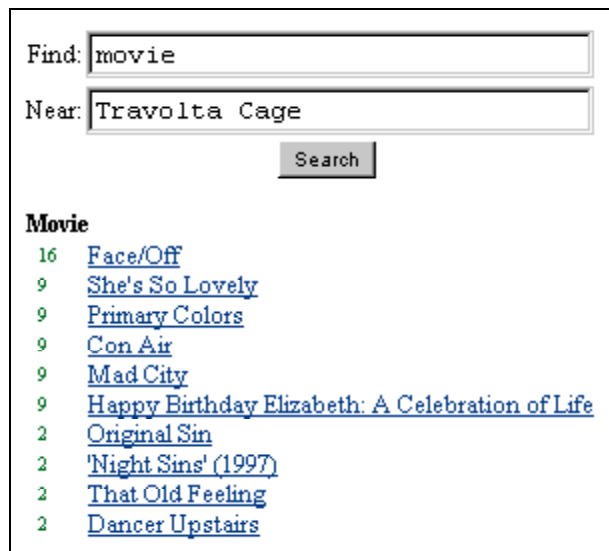 Find: movie
Near: Travolta Cage
Search
Movie
16 Face/Off
9 She's So Lovely
9 Primary Colors
9 Con Air
9 Mad City
9 Happy Birthday Elizabeth: A Celebration of Life
2 Original Sin
2 'Night Sins' (1997)
2 That Old Feeling
2 Dancer Upstairs